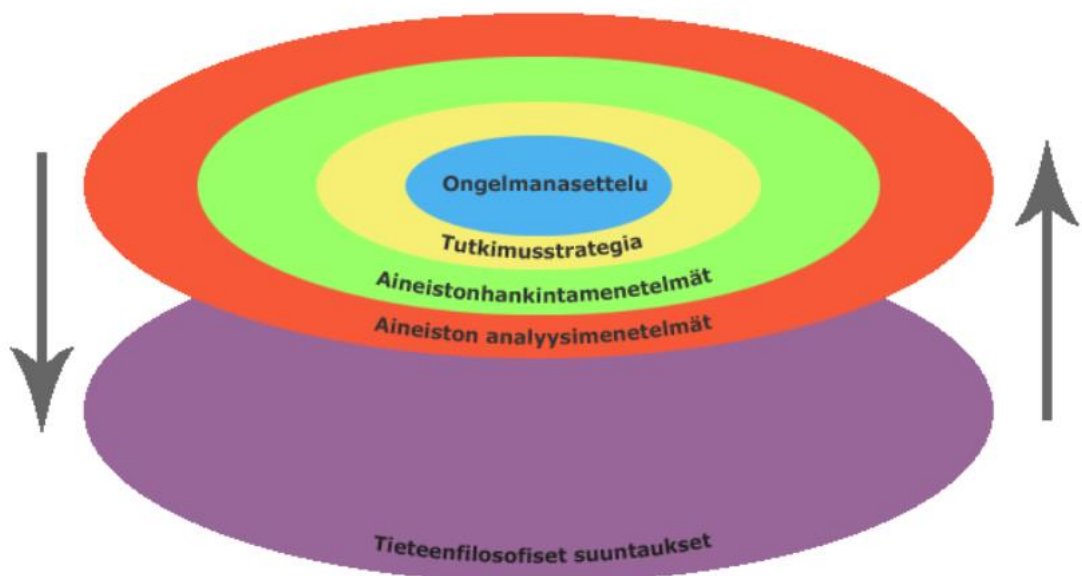 Ongelmanasettelu
Tutkimusstrategia
Aineistonhankintamenetelmät
Aineiston analyysimenetelmät
Tieteenfilosofiset suuntaukset